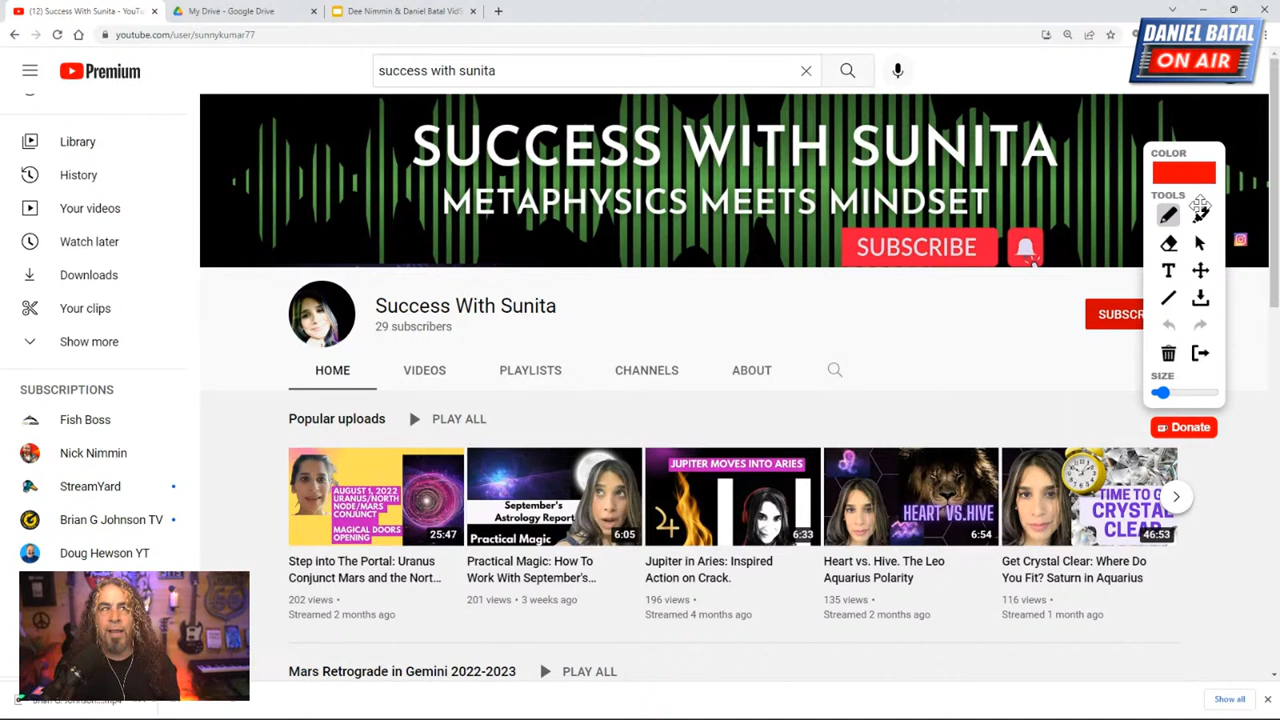 (12) Success With Sunita - YouTu
My Drive - Google Drive
Dee Nimmin & Daniel Batal VidS
youtube.com/user/sunnykumar77
DANIEL BATAL
ON AIR
Premium
success with sunita
Library
History
Your videos
Watch later
Downloads
Your clips
Show more
SUBSCRIPTIONS
Fish Boss
Nick Nimmin
StreamYard
Brian G Johnson TV
Doug Hewson YT
SUCCESS WITH SUNITA
METAPHYSICS MEETS MINDSET
SUBSCRIBE
Success With Sunita
29 subscribers
SUBSCR
HOME VIDEOS PLAYLISTS CHANNELS ABOUT
COLOR
TOOLS
T
SIZE
Donate
Popular uploads PLAY ALL
AUGUST 1, 2022
URANUS/NORTH
NODE/MARS
CONJUNCT
MAGICAL DOORS
OPENING
25:47
Step into The Portal: Uranus
Conjunct Mars and the Nort...
202 views •
Streamed 2 months ago
September's
Astrology Report
Practical Magic
6:05
Practical Magic: How To
Work With September's...
201 views • 3 weeks ago
JUPITER MOVES INTO ARIES
6:33
Jupiter in Aries: Inspired
Action on Crack.
196 views •
Streamed 4 months ago
HEART VS.HIVE
6:54
Heart vs. Hive. The Leo
Aquarius Polarity
135 views •
Streamed 2 months ago
TIME TO G
CRYSTAL
CLEA
46:53
Get Crystal Clear: Where Do
You Fit? Saturn in Aquarius
116 views •
Streamed 1 month ago
Mars Retrograde in Gemini 2022-2023 PLAY ALL
Brian G. Johnson....mp4
Show all